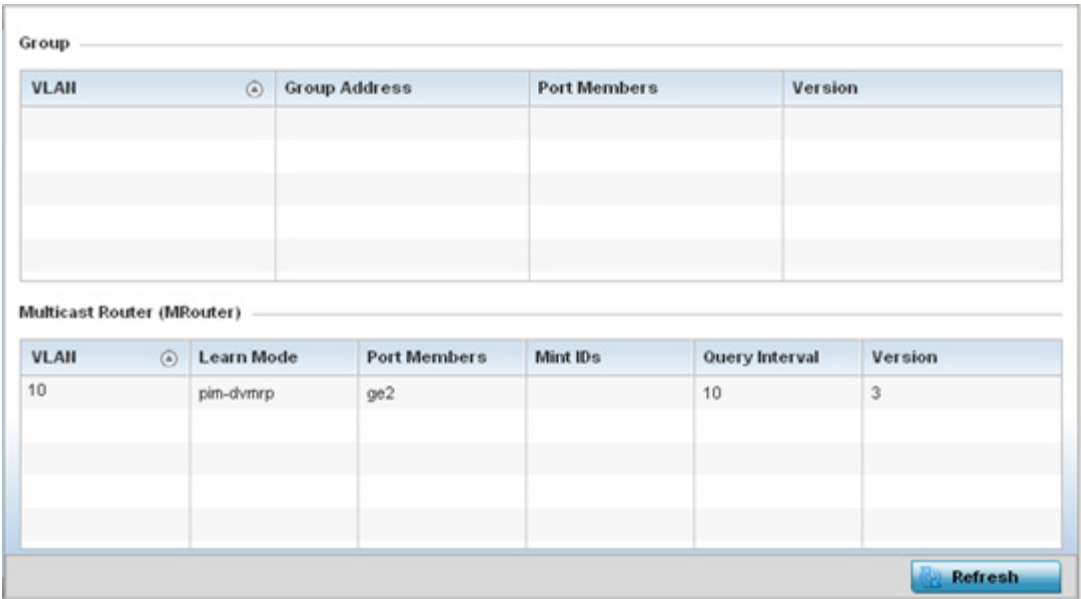 Group
VLAN Group Address Port Members Version
Multicast Router (MRouter)
VLAN Learn Mode Port Members Mint IDs Query Interval Version
10 pim-dvmrp ge2 10 3
Refresh